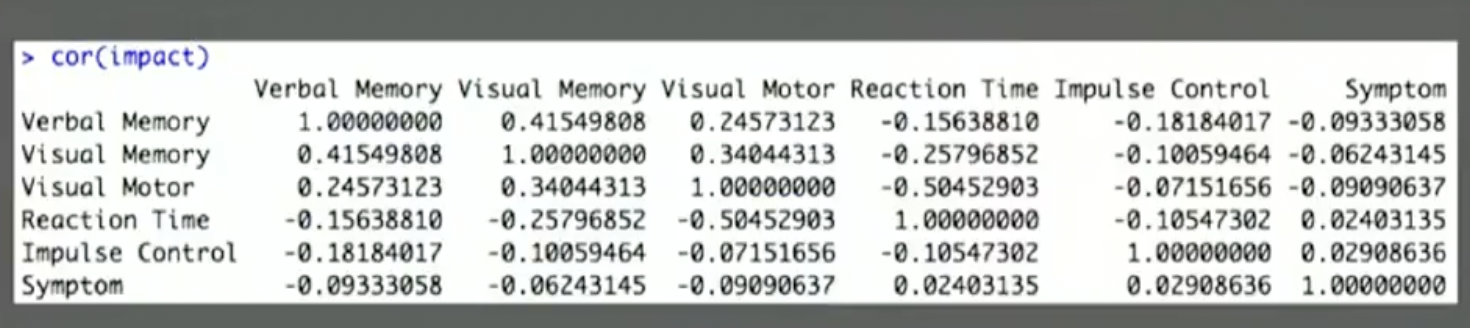 > cor(impact)
Verbal Memory Visual Memory Visual Motor Reaction Time Impulse Control Symptom
Verbal Memory 1.00000000 0.41549808 0.24573123 -0.15638810 -0.18184017 -0.09333058
Visual Memory 0.41549808 1.00000000 0.34044313 -0.25796852 -0.10059464 -0.06243145
Visual Motor 0.24573123 0.34044313 1.00000000 -0.50452903 -0.07151656 -0.09090637
Reaction Time -0.15638810 -0.25796852 -0.50452903 1.00000000 -0.10547302 0.02403135
Impulse Control -0.18184017 -0.10059464 -0.07151656 -0.10547302 1.00000000 0.02908636
Symptom -0.09333058 -0.06243145 -0.09090637 0.02403135 0.02908636 1.00000000